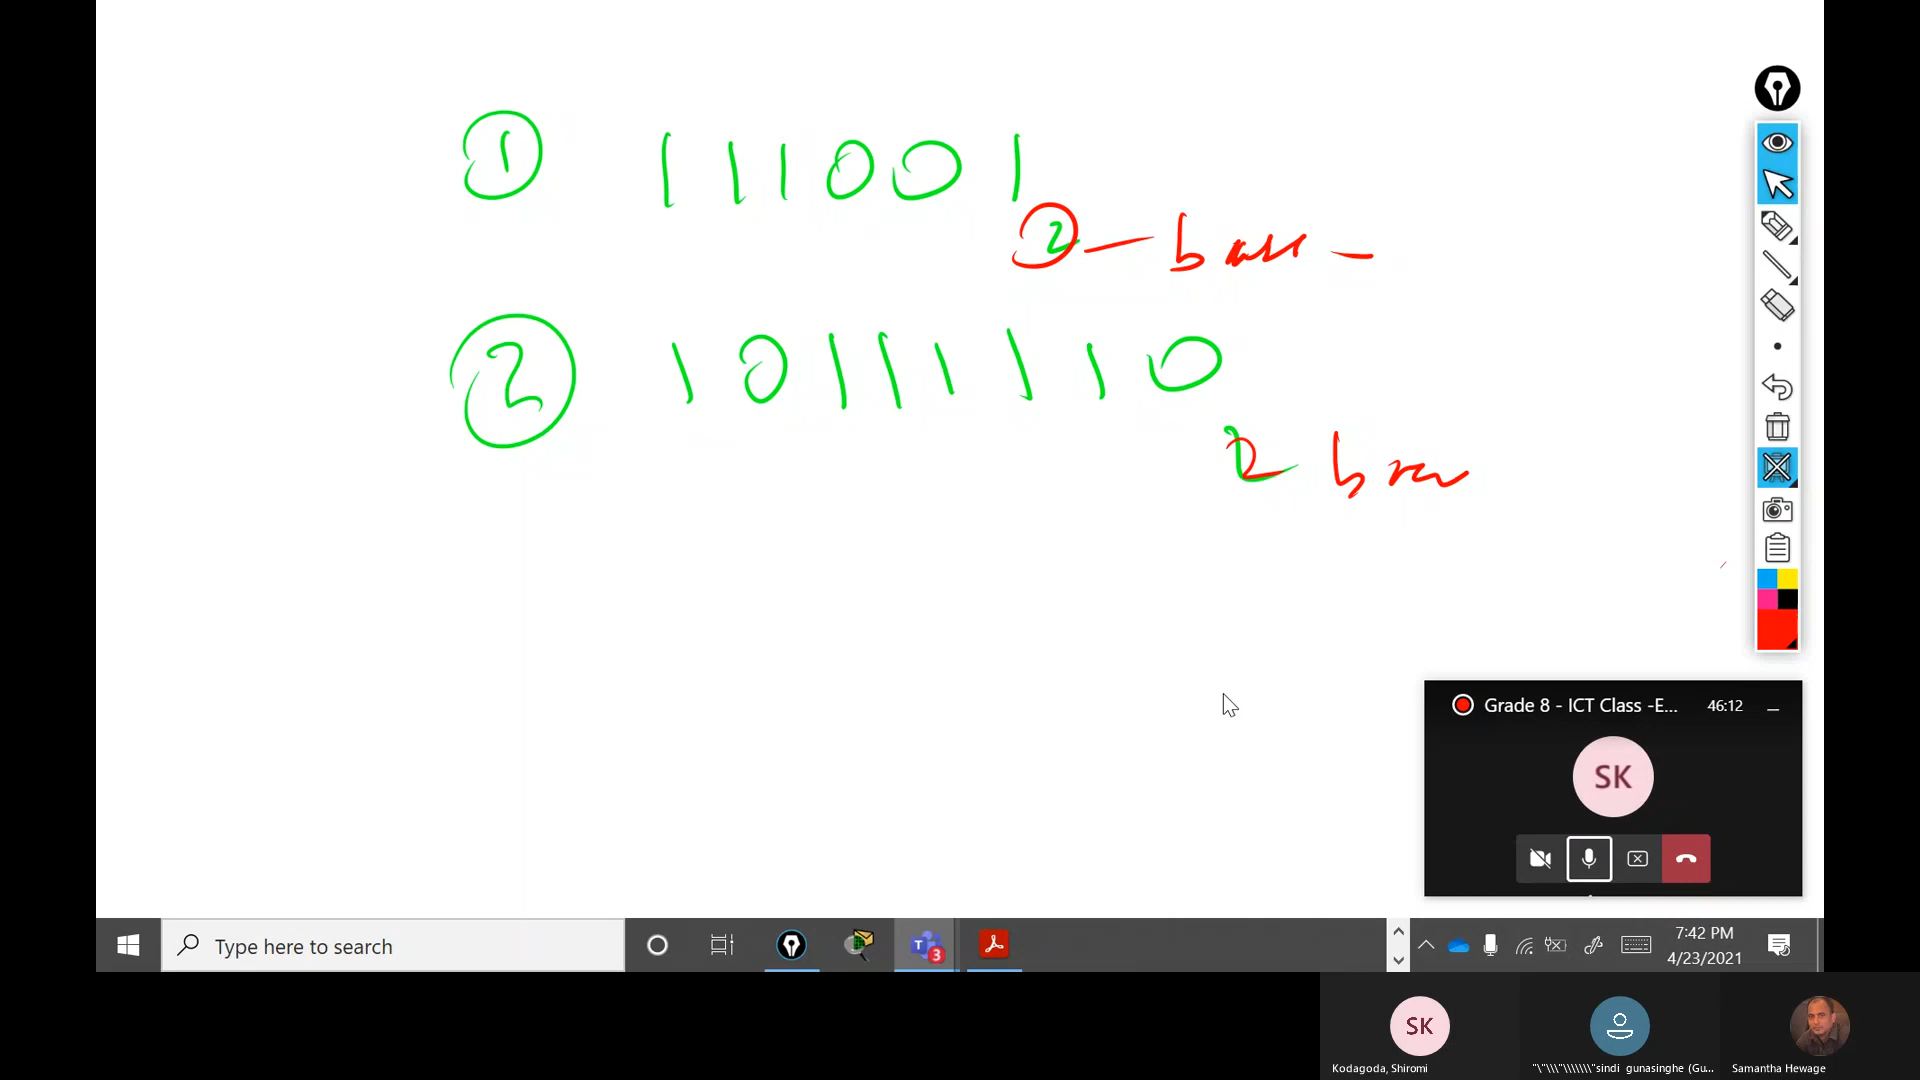 ① 111001
② — base –
② 10111110
2
Grade 8 - ICT Class -E... 46:12
SK
Type here to search
3
7:42 PM
4/23/2021
SK
Kodagoda, Shiromi
"\"\\\"\\\\\\\"sindi gunasinghe (Gu...
Samantha Hewage